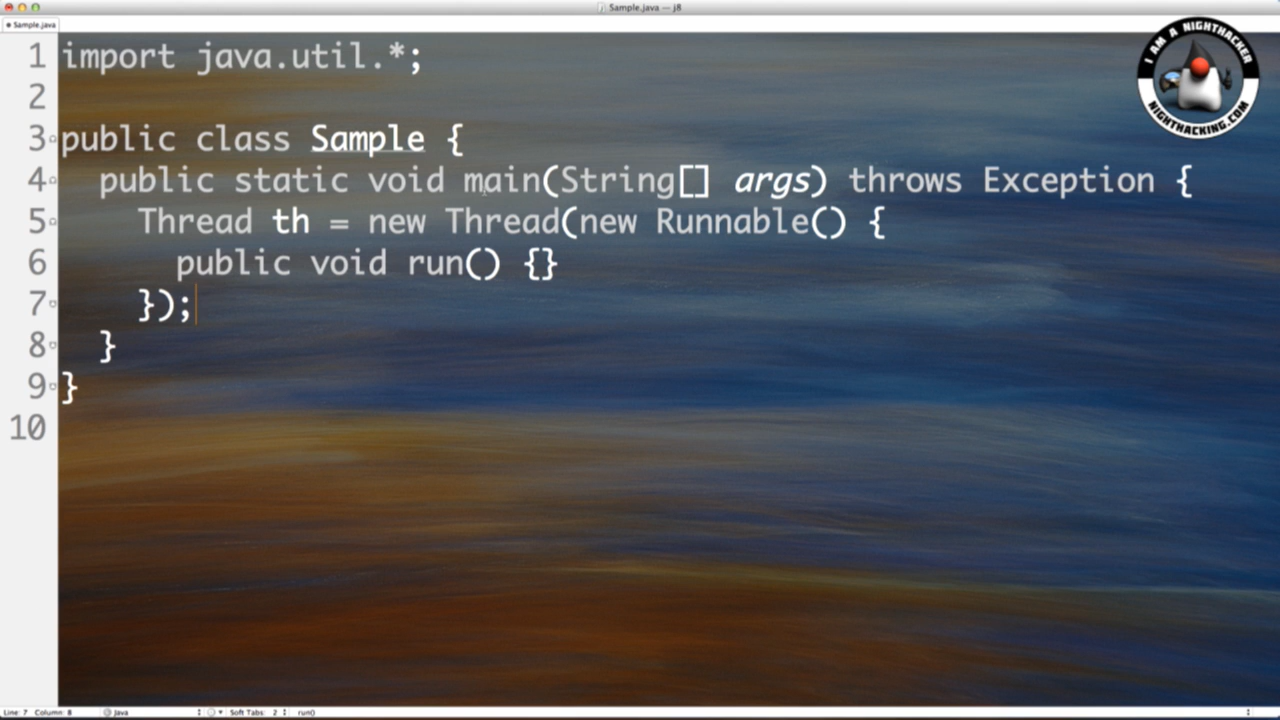 Sample.java — j8
Sample.java
1 import java.util.*;
2
3 public class Sample {
4   public static void main(String[] args) throws Exception {
5     Thread th = new Thread(new Runnable() {
6       public void run() {}
7     });
8   }
9 }
10
I AM A NIGHTHACKER
NIGHTHACKING.COM
Line: 7 Column: 8 Java Soft Tabs: 2 run()